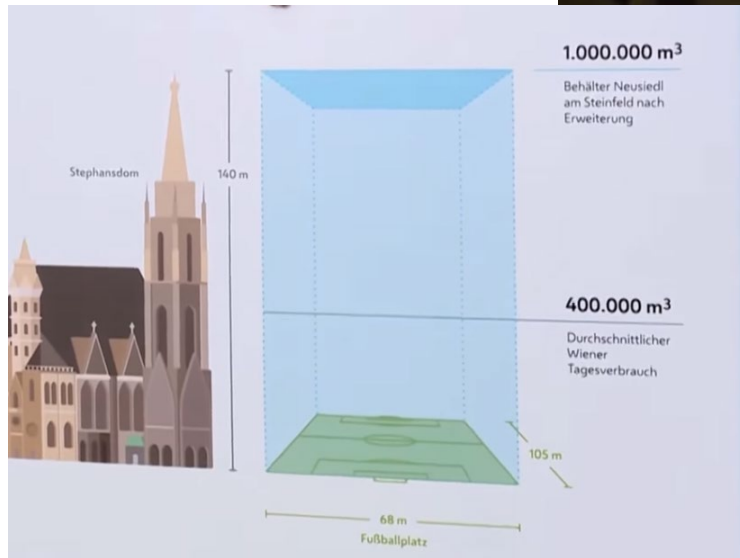 1.000.000 m³
Behälter Neusiedl
am Steinfeld nach
Erweiterung
Stephansdom
140 m
400.000 m³
Durchschnittlicher
Wiener
Tagesverbrauch
105 m
68 m
Fußballplatz